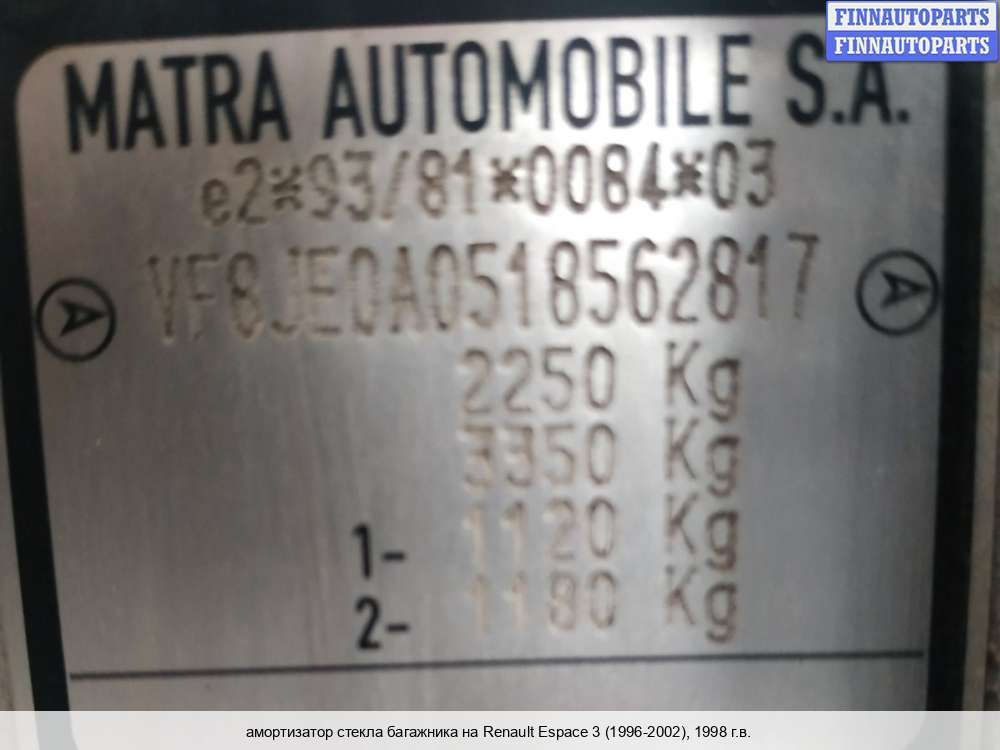 FINNAUTOPARTS
FINNAUTOPARTS
MATRA AUTOMOBILE S.A.
e2*93/81*0084*03
VF8JE0A0518562817
2250 Kg
3350 Kg
1- 1120 Kg
2- 1180 Kg
амортизатор стекла багажника на Renault Espace 3 (1996-2002), 1998 г.в.